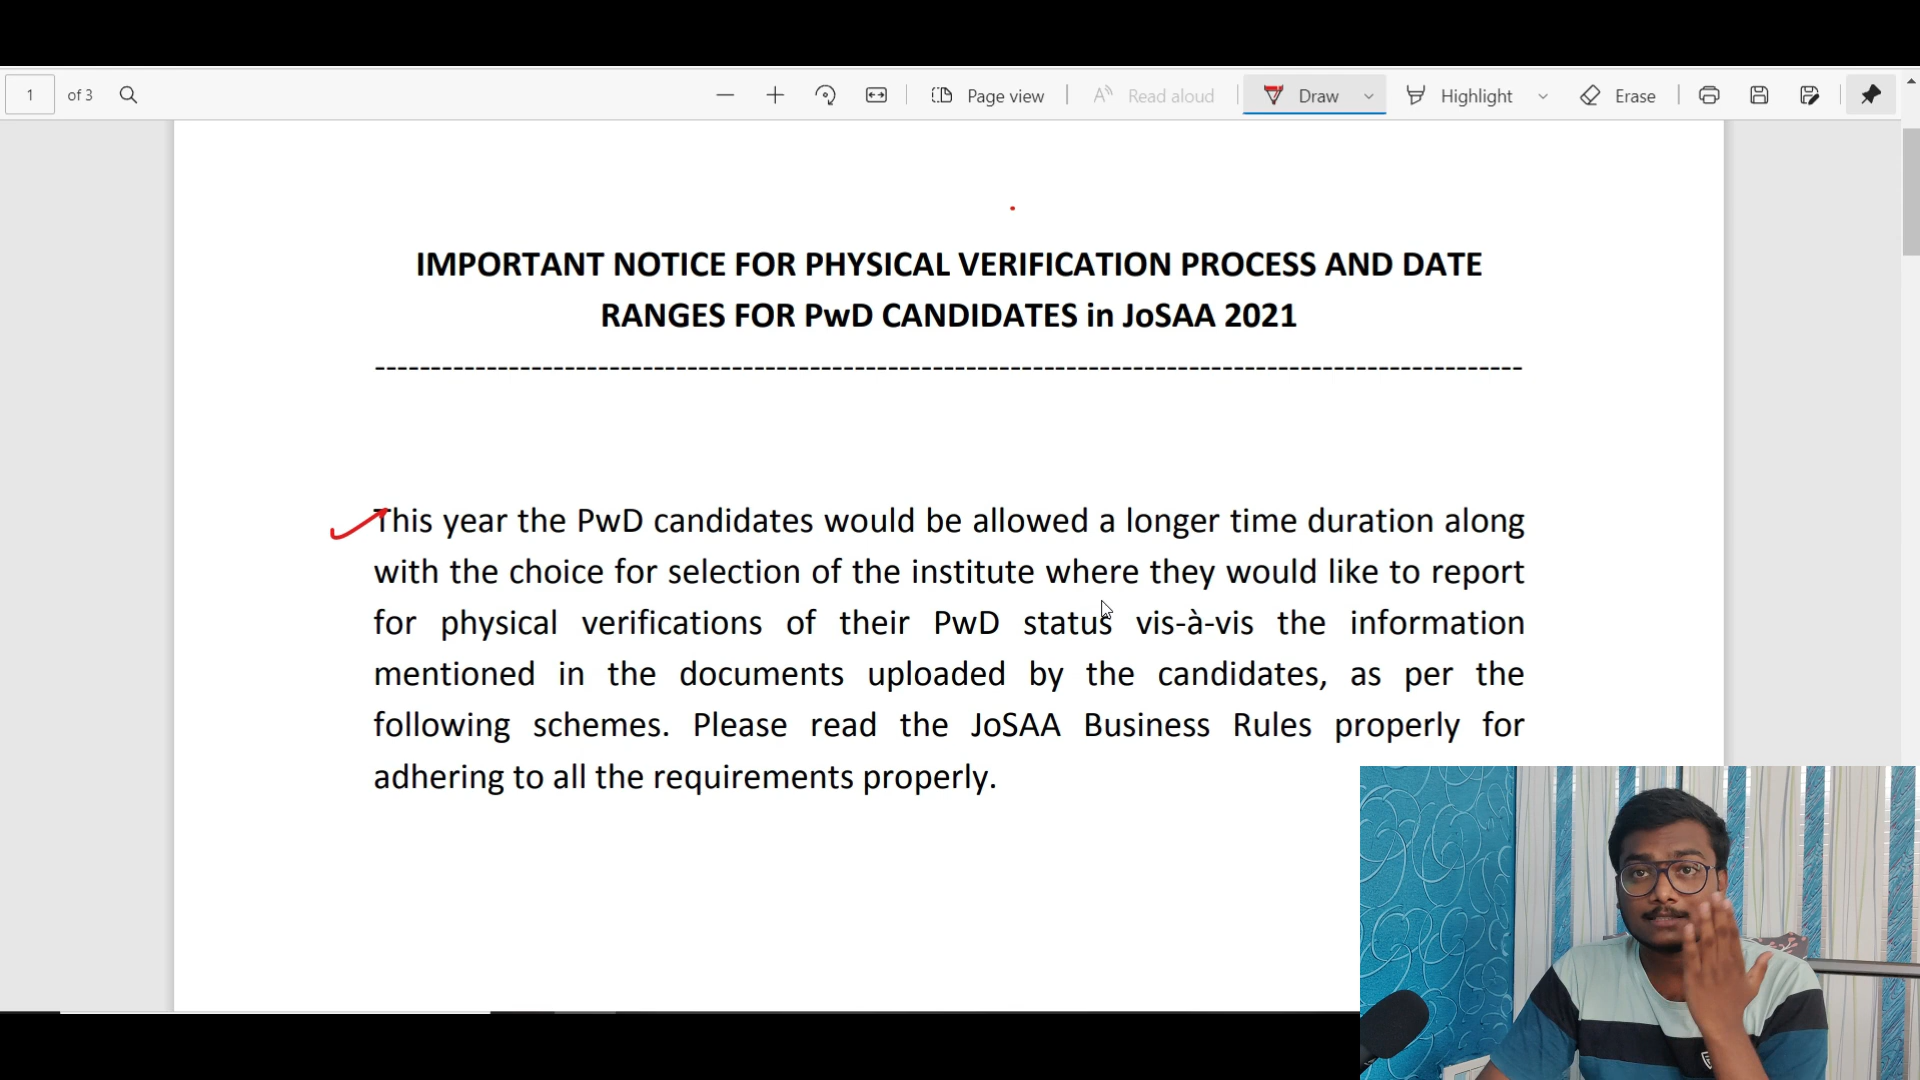 1 of 3 Page view Read aloud Draw Highlight Erase
IMPORTANT NOTICE FOR PHYSICAL VERIFICATION PROCESS AND DATE
RANGES FOR PwD CANDIDATES in JoSAA 2021
--------------------------------------------------------------------------------------------------------
This year the PwD candidates would be allowed a longer time duration along
with the choice for selection of the institute where they would like to report
for physical verifications of their PwD status vis-à-vis the information
mentioned in the documents uploaded by the candidates, as per the
following schemes. Please read the JoSAA Business Rules properly for
adhering to all the requirements properly.